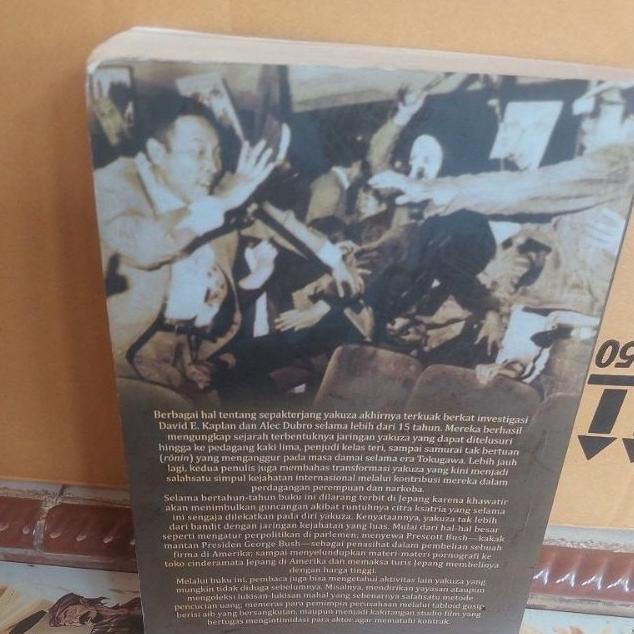 Berbagai hal tentang sepakterjang yakuza akhirnya terkuak berkat investigasi
David E. Kaplan dan Alec Dubro selama lebih dari 15 tahun. Mereka berhasil
mengungkap sejarah terbentuknya jaringan yakuza yang dapat ditelusuri
hingga ke pedagang kaki lima, penjudi kelas teri, sampai samurai tak bertuan
(rōnin) yang menganggur pada masa damai selama era Tokugawa. Lebih jauh
lagi, kedua penulis juga membahas transformasi yakuza yang kini menjadi
salahsatu simpul kejahatan internasional melalui kontribusi mereka dalam
perdagangan perempuan dan narkoba.
Selama bertahun-tahun buku ini dilarang terbit di Jepang karena khawatir
akan menimbulkan guncangan akibat runtuhnya citra ksatria yang selama
ini sengaja dilekatkan pada diri yakuza. Kenyataannya, yakuza tak lebih
dari bandit dengan jaringan kejahatan yang luas. Mulai dari hal-hal besar
seperti mengatur perpolitikan di parlemen; menyewa Prescott Bush—kakak
mantan Presiden George Bush—sebagai penasihat dalam pembelian sebuah
firma di Amerika; sampai menyelundupkan materi-materi pornografi ke
toko cinderamata Jepang di Amerika dan memaksa turis Jepang membelinya
dengan harga tinggi.
Melalui buku ini, pembaca juga bisa mengetahui aktivitas lain yakuza yang
mungkin tidak diduga sebelumnya. Misalnya, mendirikan yayasan ataupun
mengoleksi lukisan-lukisan mahal yang sebenarnya salahsatu metode
pencucian uang, memeras para pemimpin perusahaan melalui tabloid gosip
berisi aib yang bersangkutan, maupun menjadi kakitangan studio film yang
bertugas mengintimidasi para aktor agar mematuhi kontrak.
50